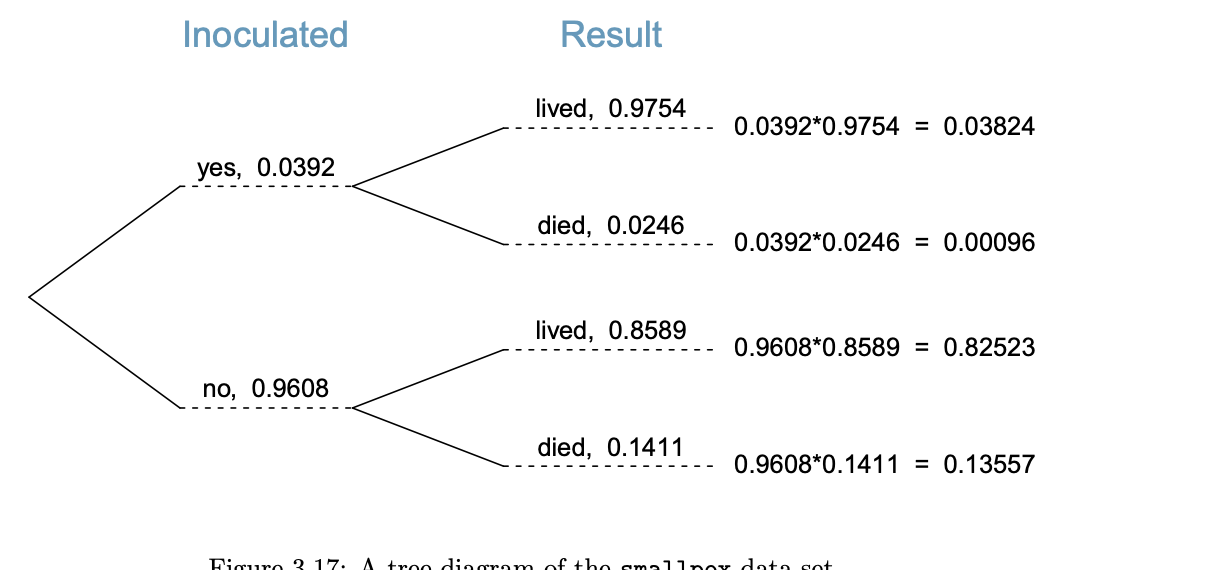 Inoculated Result
lived, 0.9754 0.0392*0.9754 = 0.03824
yes, 0.0392
died, 0.0246 0.0392*0.0246 = 0.00096
lived, 0.8589 0.9608*0.8589 = 0.82523
no, 0.9608
died, 0.1411 0.9608*0.1411 = 0.13557
Figure 3.17: A tree diagram of the smallpox data set